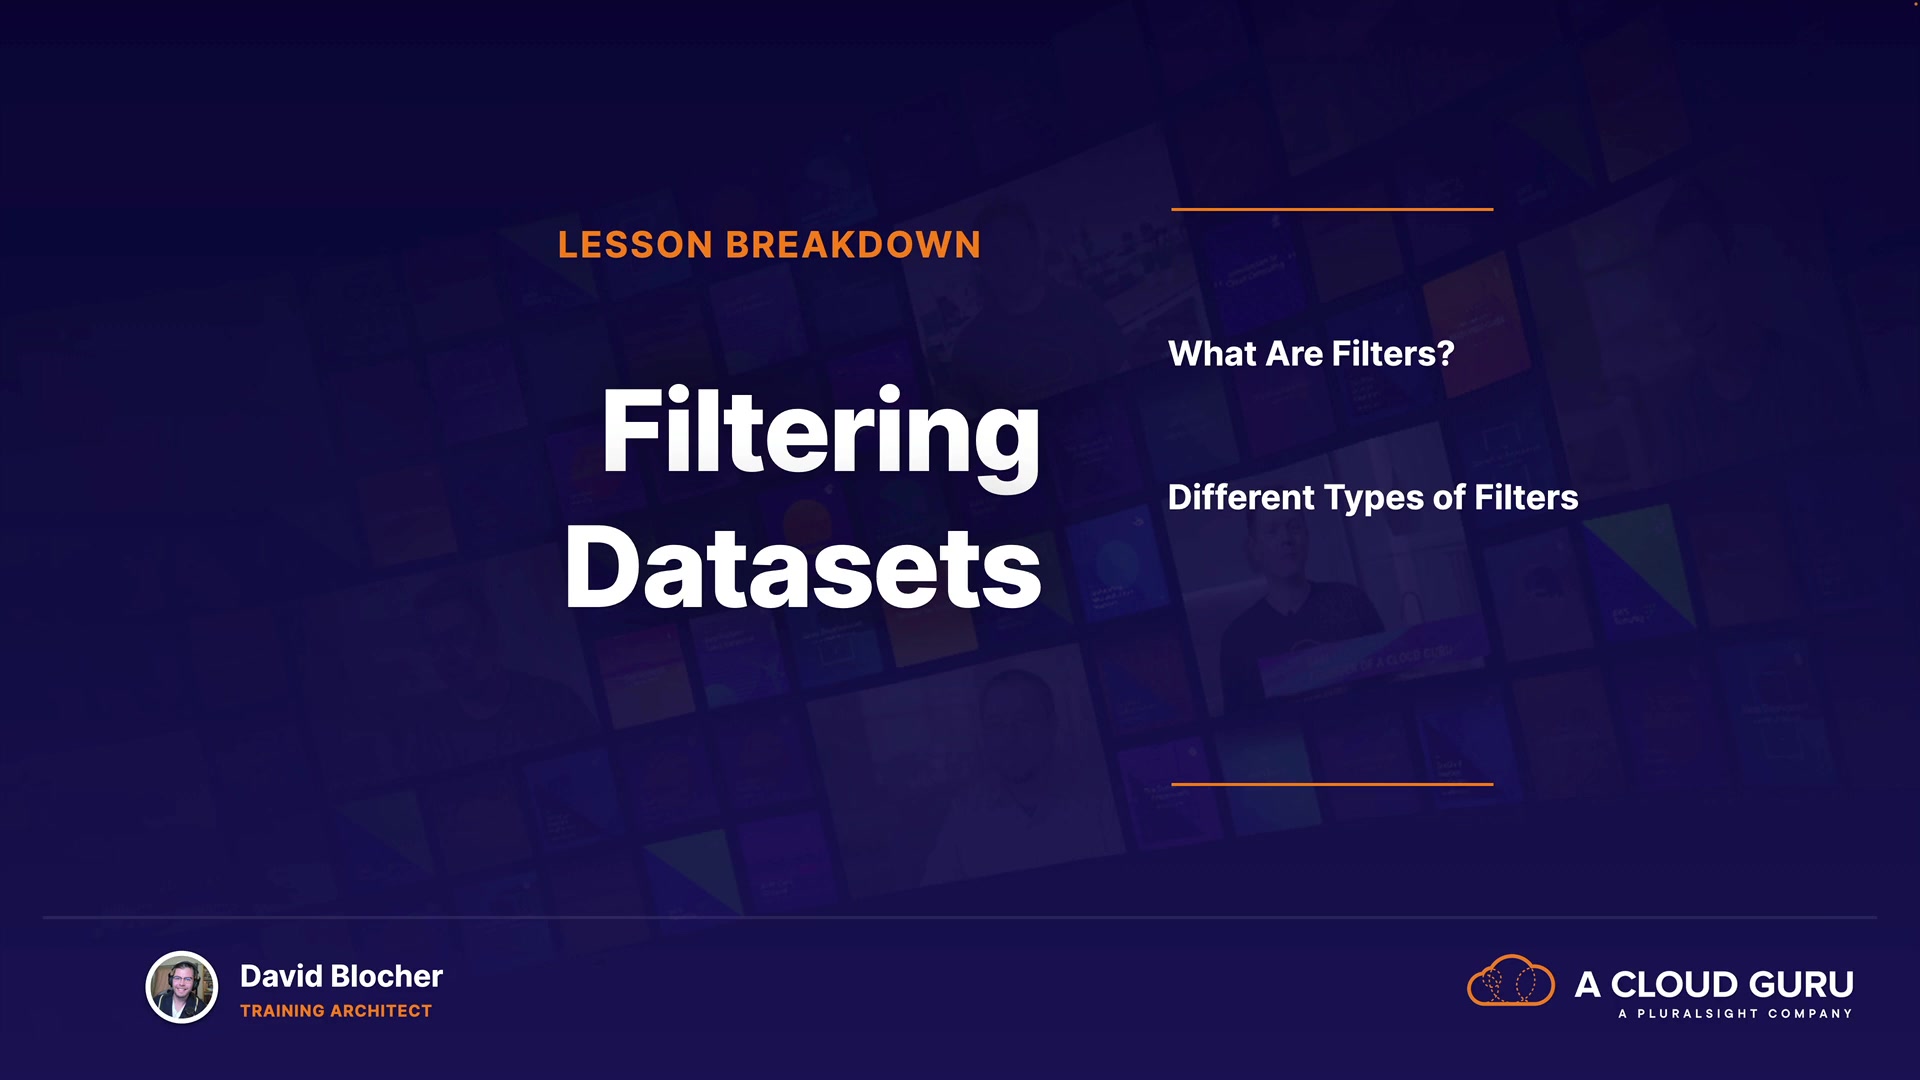 LESSON BREAKDOWN
Filtering
Datasets
What Are Filters?
Different Types of Filters
David Blocher
TRAINING ARCHITECT
A CLOUD GURU
A PLURALSIGHT COMPANY